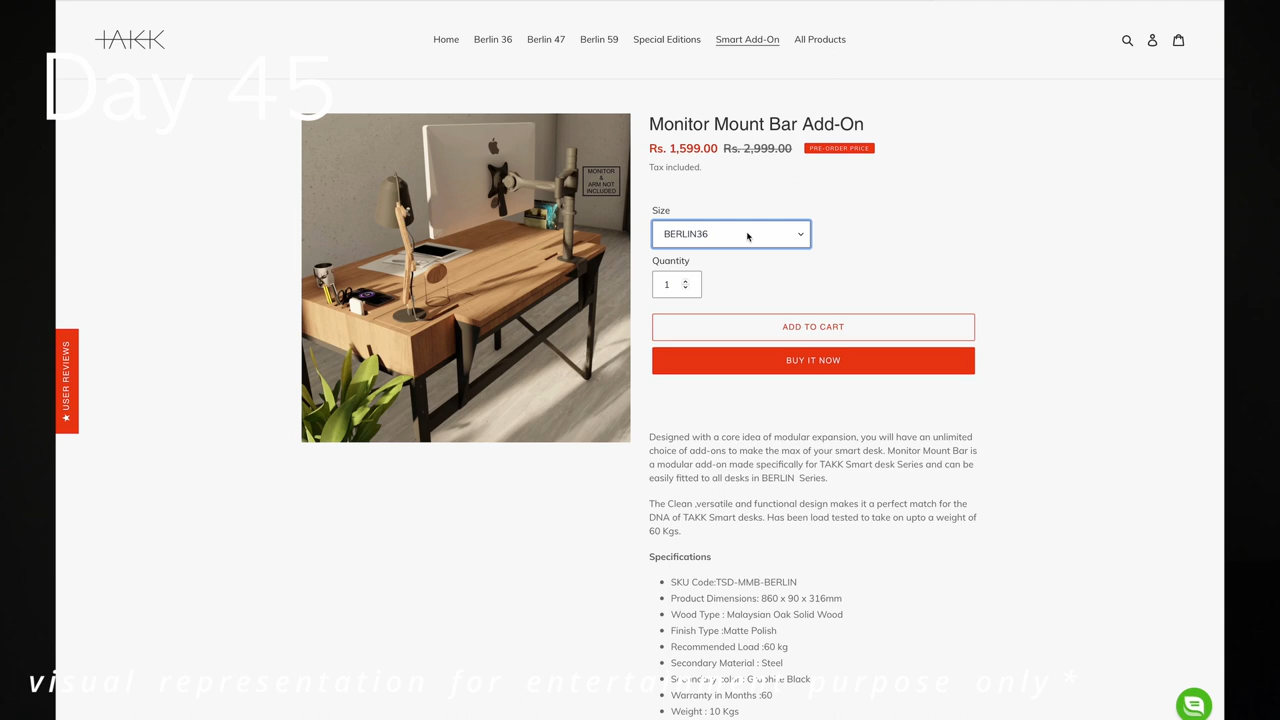 TAKK
Home Berlin 36 Berlin 47 Berlin 59 Special Editions Smart Add-On All Products
Day 45
MONITOR
&
ARM NOT
INCLUDED
Monitor Mount Bar Add-On
Rs. 1,599.00 Rs. 2,999.00 PRE-ORDER PRICE
Tax included.
Size
BERLIN36
Quantity
1
ADD TO CART
BUY IT NOW
★ USER REVIEWS
Designed with a core idea of modular expansion, you will have an unlimited
choice of add-ons to make the max of your smart desk. Monitor Mount Bar is
a modular add-on made specifically for TAKK Smart desk Series and can be
easily fitted to all desks in BERLIN Series.
The Clean ,versatile and functional design makes it a perfect match for the
DNA of TAKK Smart desks. Has been load tested to take on upto a weight of
60 Kgs.
Specifications
SKU Code:TSD-MMB-BERLIN
Product Dimensions: 860 x 90 x 316mm
Wood Type : Malaysian Oak Solid Wood
Finish Type :Matte Polish
Recommended Load :60 kg
Secondary Material : Steel
Secondary color : Graphite Black
visual representation for entertainment purpose only*
Warranty in Months :60
Weight : 10 Kgs